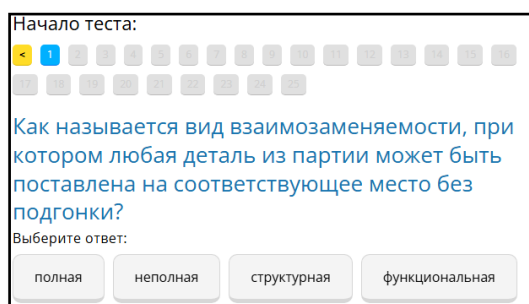 Начало теста:
< 1 2 3 4 5 6 7 8 9 10 11 12 13 14 15 16
17 18 19 20 21 22 23 24 25
Как называется вид взаимозаменяемости, при
котором любая деталь из партии может быть
поставлена на соответствующее место без
подгонки?
Выберите ответ:
полная неполная структурная функциональная